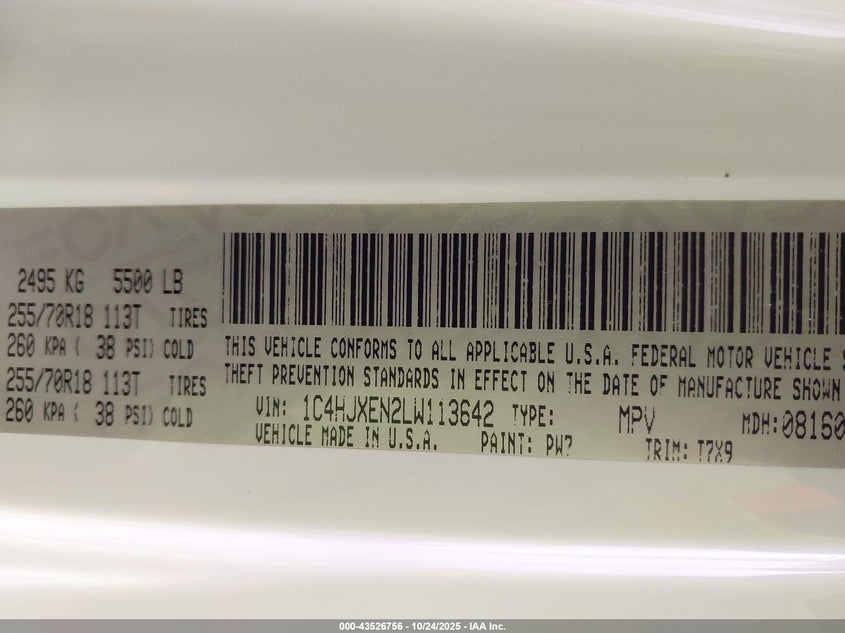 2495 KG 5500 LB
255/70R18 113T TIRES
260 KPA ( 38 PSI) COLD
255/70R18 113T TIRES
260 KPA ( 38 PSI) COLD
THIS VEHICLE CONFORMS TO ALL APPLICABLE U.S.A. FEDERAL MOTOR VEHICLE S
THEFT PREVENTION STANDARDS IN EFFECT ON THE DATE OF MANUFACTURE SHOWN
VIN: 1C4HJXEN2LW113642 TYPE: MPV MDH:08160
VEHICLE MADE IN U.S.A. PAINT: PW7 TRIM: T7X9
000-43526756 - 10/24/2025 - IAA Inc.